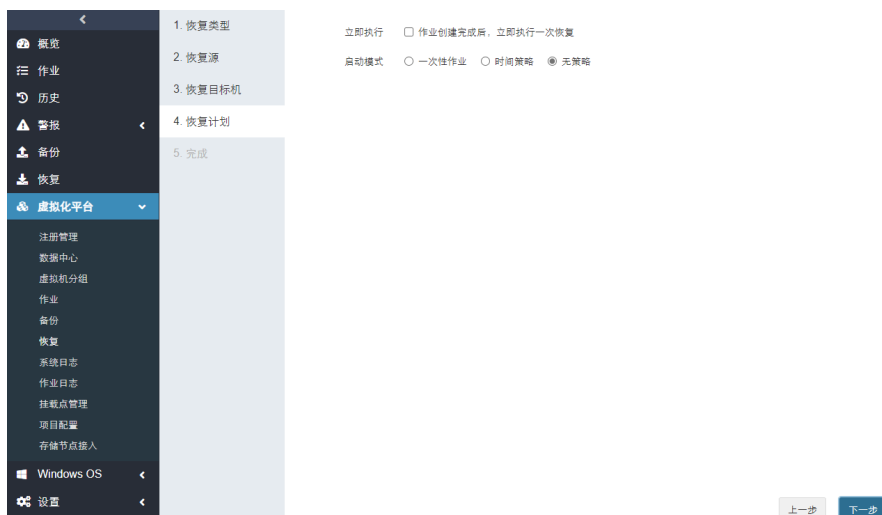 概览
作业
历史
警报
备份
恢复
虚拟化平台
注册管理
数据中心
虚拟机分组
作业
备份
恢复
系统日志
作业日志
挂载点管理
项目配置
存储节点接入
Windows OS
设置
1. 恢复类型
2. 恢复源
3. 恢复目标机
4. 恢复计划
5. 完成
立即执行 作业创建完成后，立即执行一次恢复
启动模式 一次性作业 时间策略 无策略
上一步 下一步